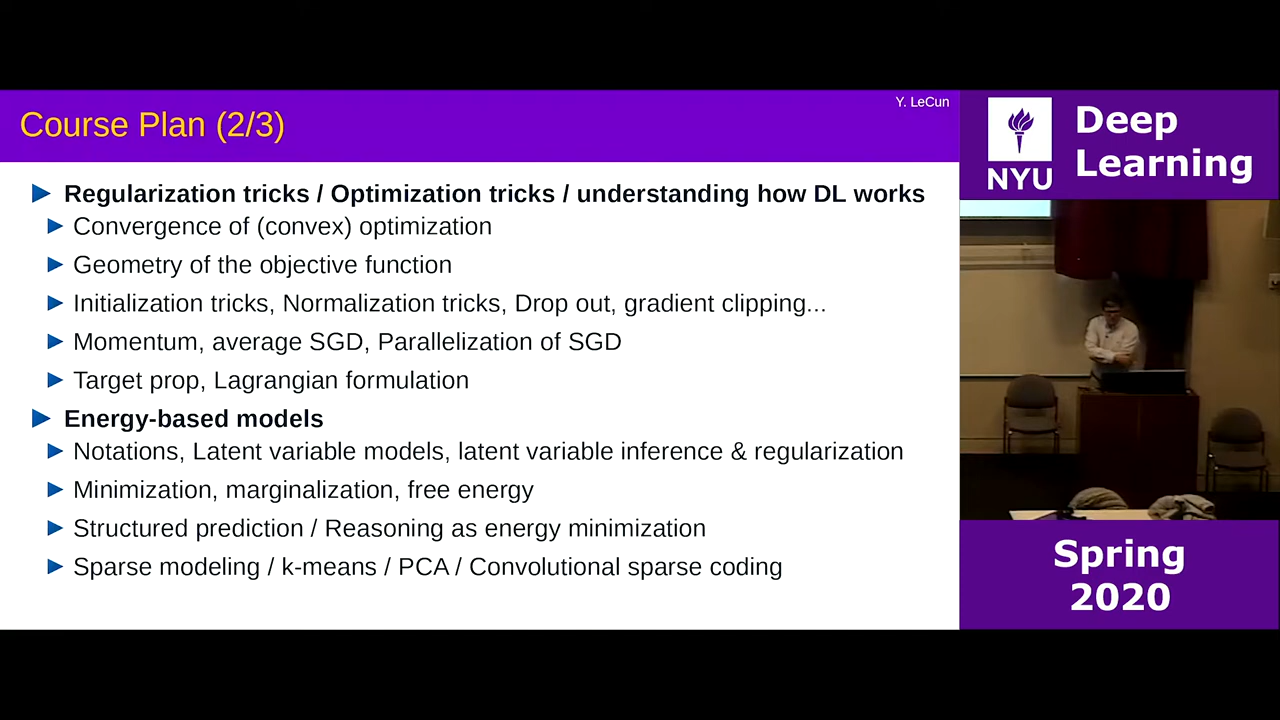 Y. LeCun
Course Plan (2/3)
Regularization tricks / Optimization tricks / understanding how DL works
Convergence of (convex) optimization
Geometry of the objective function
Initialization tricks, Normalization tricks, Drop out, gradient clipping...
Momentum, average SGD, Parallelization of SGD
Target prop, Lagrangian formulation
Energy-based models
Notations, Latent variable models, latent variable inference & regularization
Minimization, marginalization, free energy
Structured prediction / Reasoning as energy minimization
Sparse modeling / k-means / PCA / Convolutional sparse coding
NYU
Deep
Learning
Spring
2020